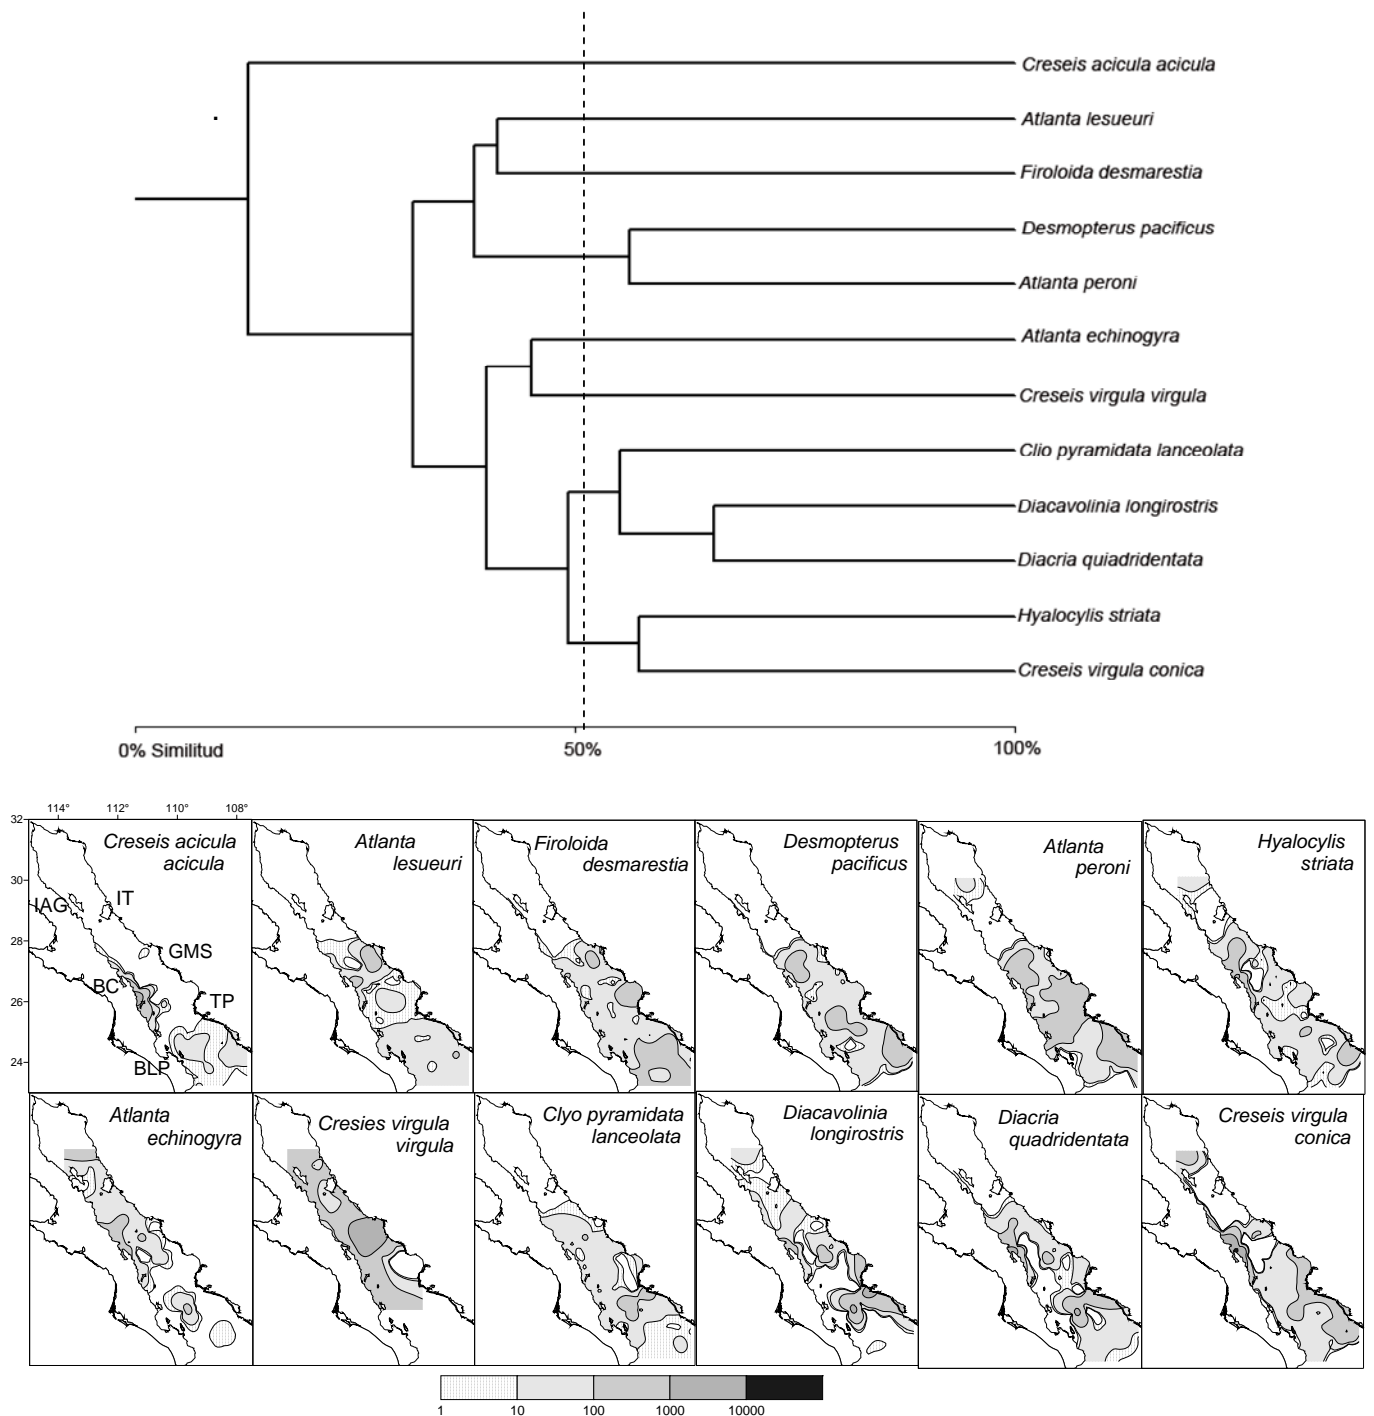 Creseis acicula acicula
Atlanta lesueuri
Firoloida desmarestia
Desmopterus pacificus
Atlanta peroni
Atlanta echinogyra
Creseis virgula virgula
Clio pyramidata lanceolata
Diacavolinia longirostris
Diacria quiadridentata
Hyalocylis striata
Creseis virgula conica
0% Similitud
50%
100%
114°
112°
110°
108°
32
30
28
26
24
Creseis acicula
acicula
IAG
IT
GMS
BC
TP
BLP
Atlanta
lesueuri
Firoloida
desmarestia
Desmopterus
pacificus
Atlanta
peroni
Hyalocylis
striata
Atlanta
echinogyra
Cresies virgula
virgula
Clyo pyramidata
lanceolata
Diacavolinia
longirostris
Diacria
quadridentata
Creseis virgula
conica
1
10
100
1000
10000